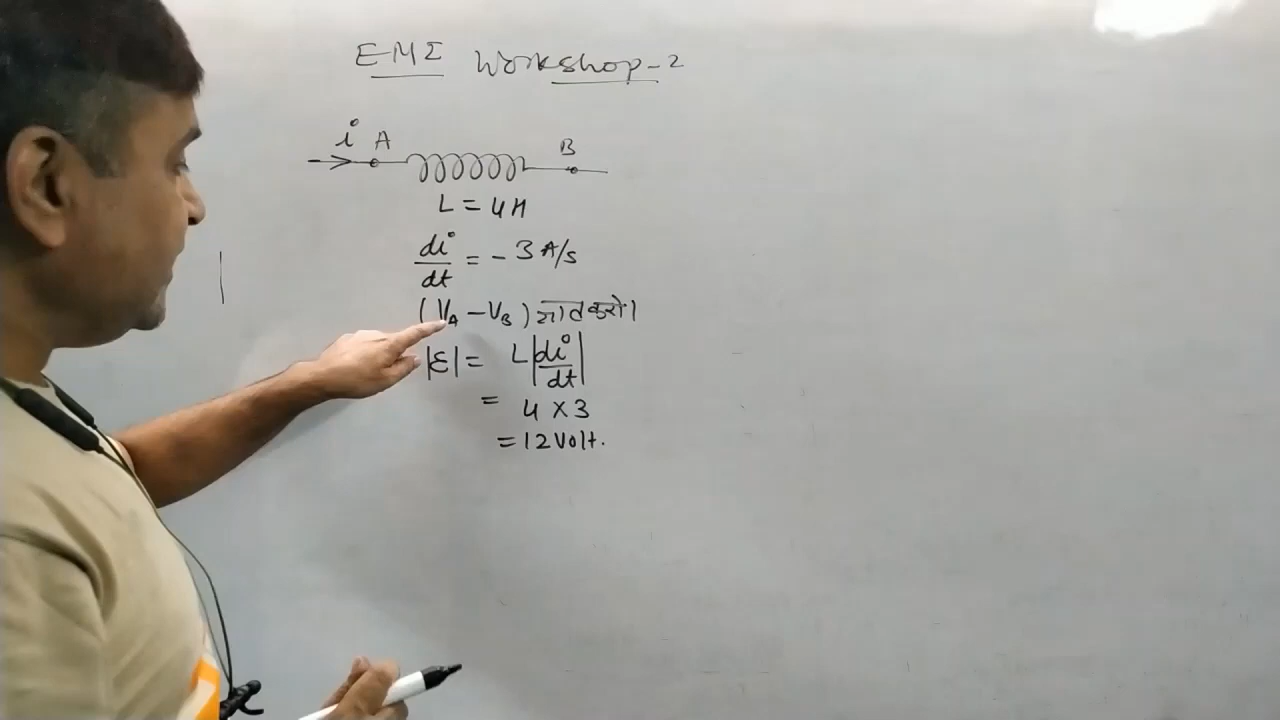 EMI Workshop-2
i A B
L = 4H
di/dt = - 3 A/s
(VA - VB) ज्ञात करो।
|ε| = L|di/dt|
= 4 × 3
= 12 Volt.